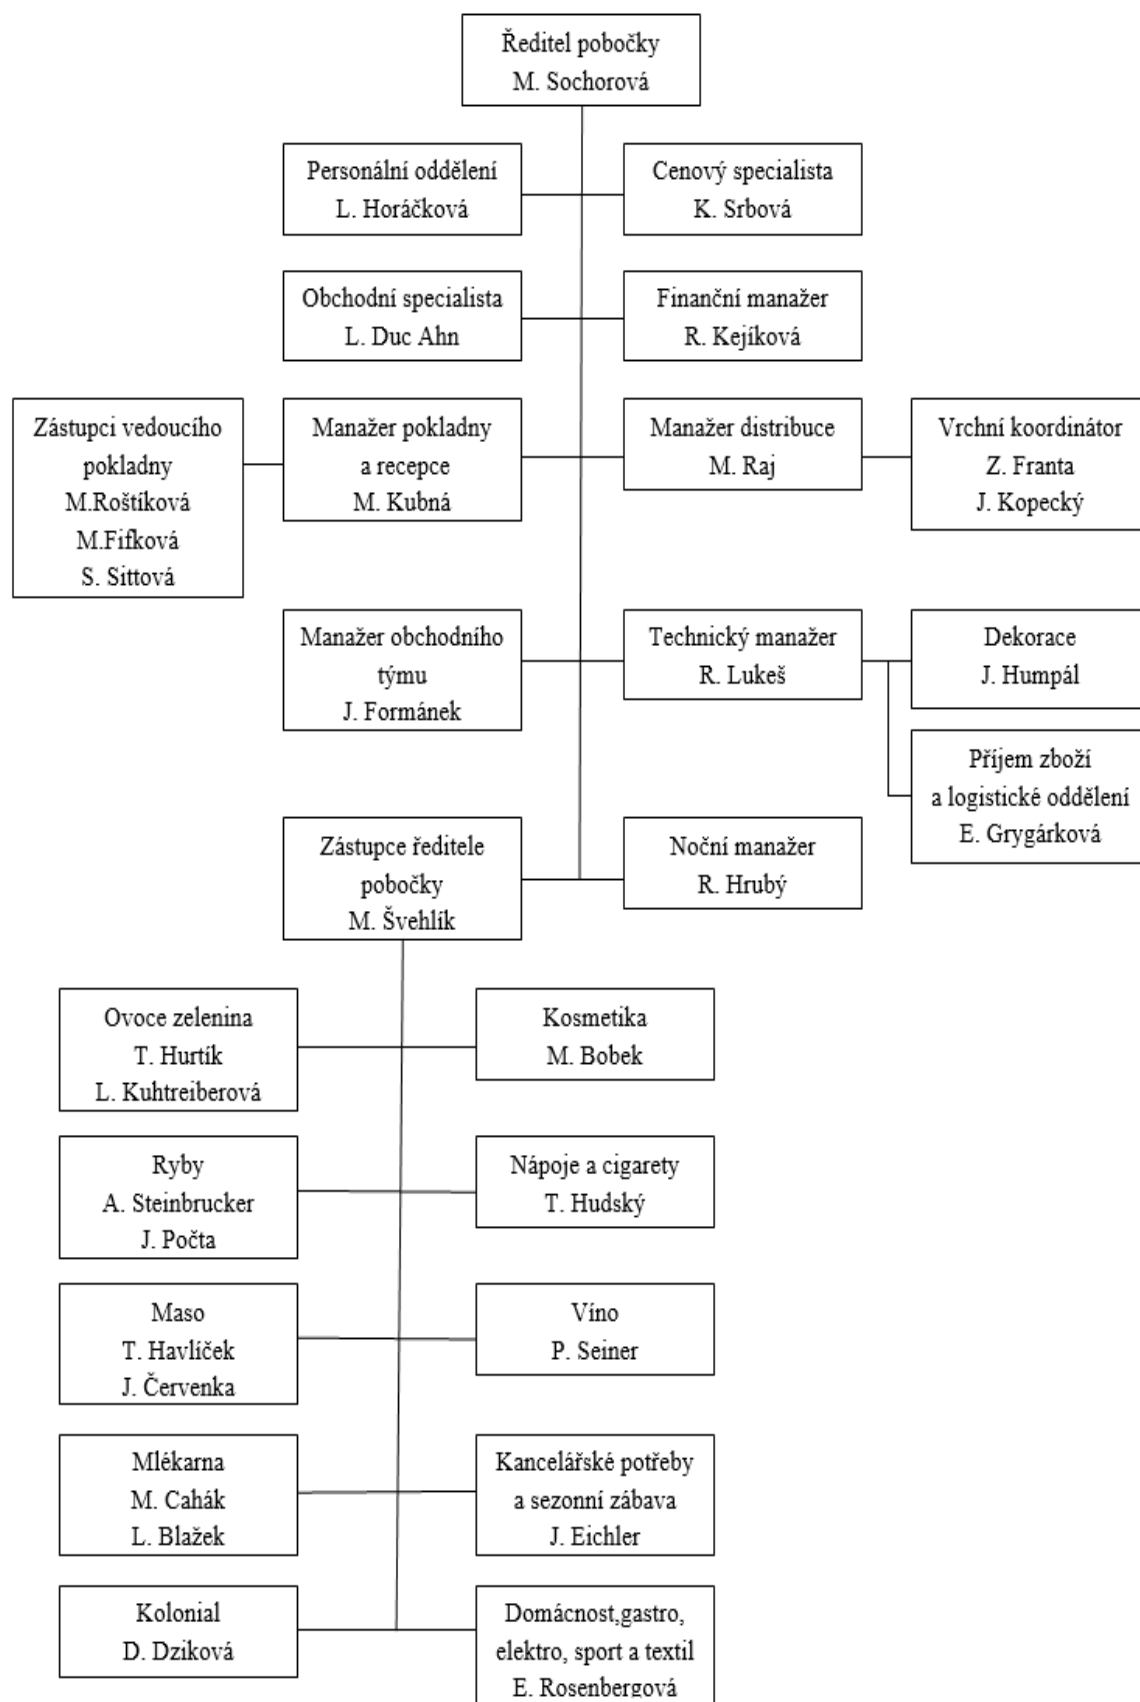 Ředitel pobočky
M. Sochorová
Personální oddělení
L. Horáčková
Cenový specialista
K. Srbová
Obchodní specialista
L. Duc Ahn
Finanční manažer
R. Kejíková
Zástupci vedoucího
pokladny
M.Roštíková
M.Fifková
S. Sittová
Manažer pokladny
a recepce
M. Kubná
Manažer distribuce
M. Raj
Vrchní koordinátor
Z. Franta
J. Kopecký
Manažer obchodního
týmu
J. Formánek
Technický manažer
R. Lukeš
Dekorace
J. Humpál
Příjem zboží
a logistické oddělení
E. Grygárková
Zástupce ředitele
pobočky
M. Švehlík
Noční manažer
R. Hrubý
Ovoce zelenina
T. Hurtík
L. Kuhtreiberová
Kosmetika
M. Bobek
Ryby
A. Steinbrucker
J. Počta
Nápoje a cigarety
T. Hudský
Maso
T. Havlíček
J. Červenka
Víno
P. Seiner
Mlékarna
M. Cahák
L. Blažek
Kancelářské potřeby
a sezonní zábava
J. Eichler
Kolonial
D. Dziková
Domácnost,gastro,
elektro, sport a textil
E. Rosenbergová